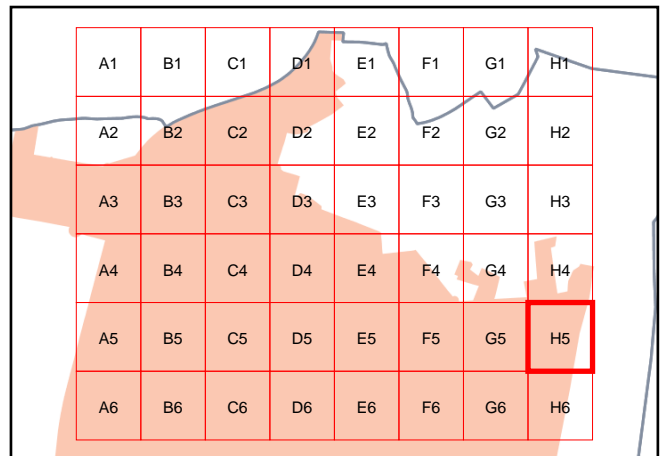 A1 B1 C1 D1 E1 F1 G1 H1
A2 B2 C2 D2 E2 F2 G2 H2
A3 B3 C3 D3 E3 F3 G3 H3
A4 B4 C4 D4 E4 F4 G4 H4
A5 B5 C5 D5 E5 F5 G5 H5
A6 B6 C6 D6 E6 F6 G6 H6